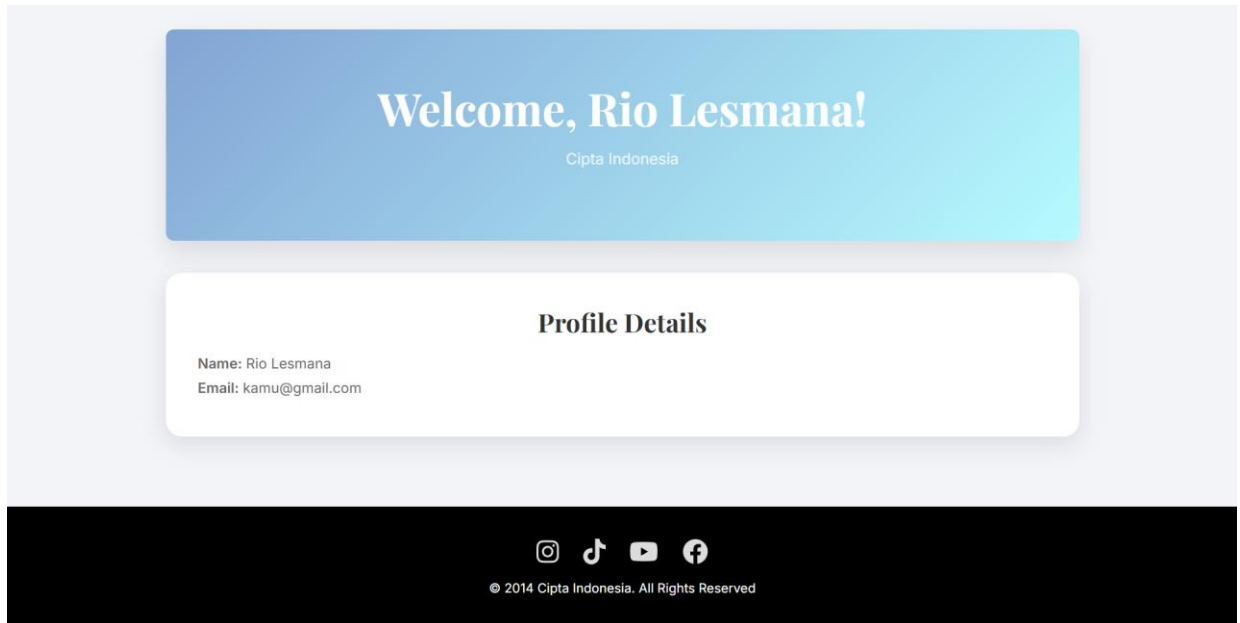 Welcome, Rio Lesmana!
Cipta Indonesia
Profile Details
Name: Rio Lesmana
Email: kamu@gmail.com
© 2014 Cipta Indonesia. All Rights Reserved